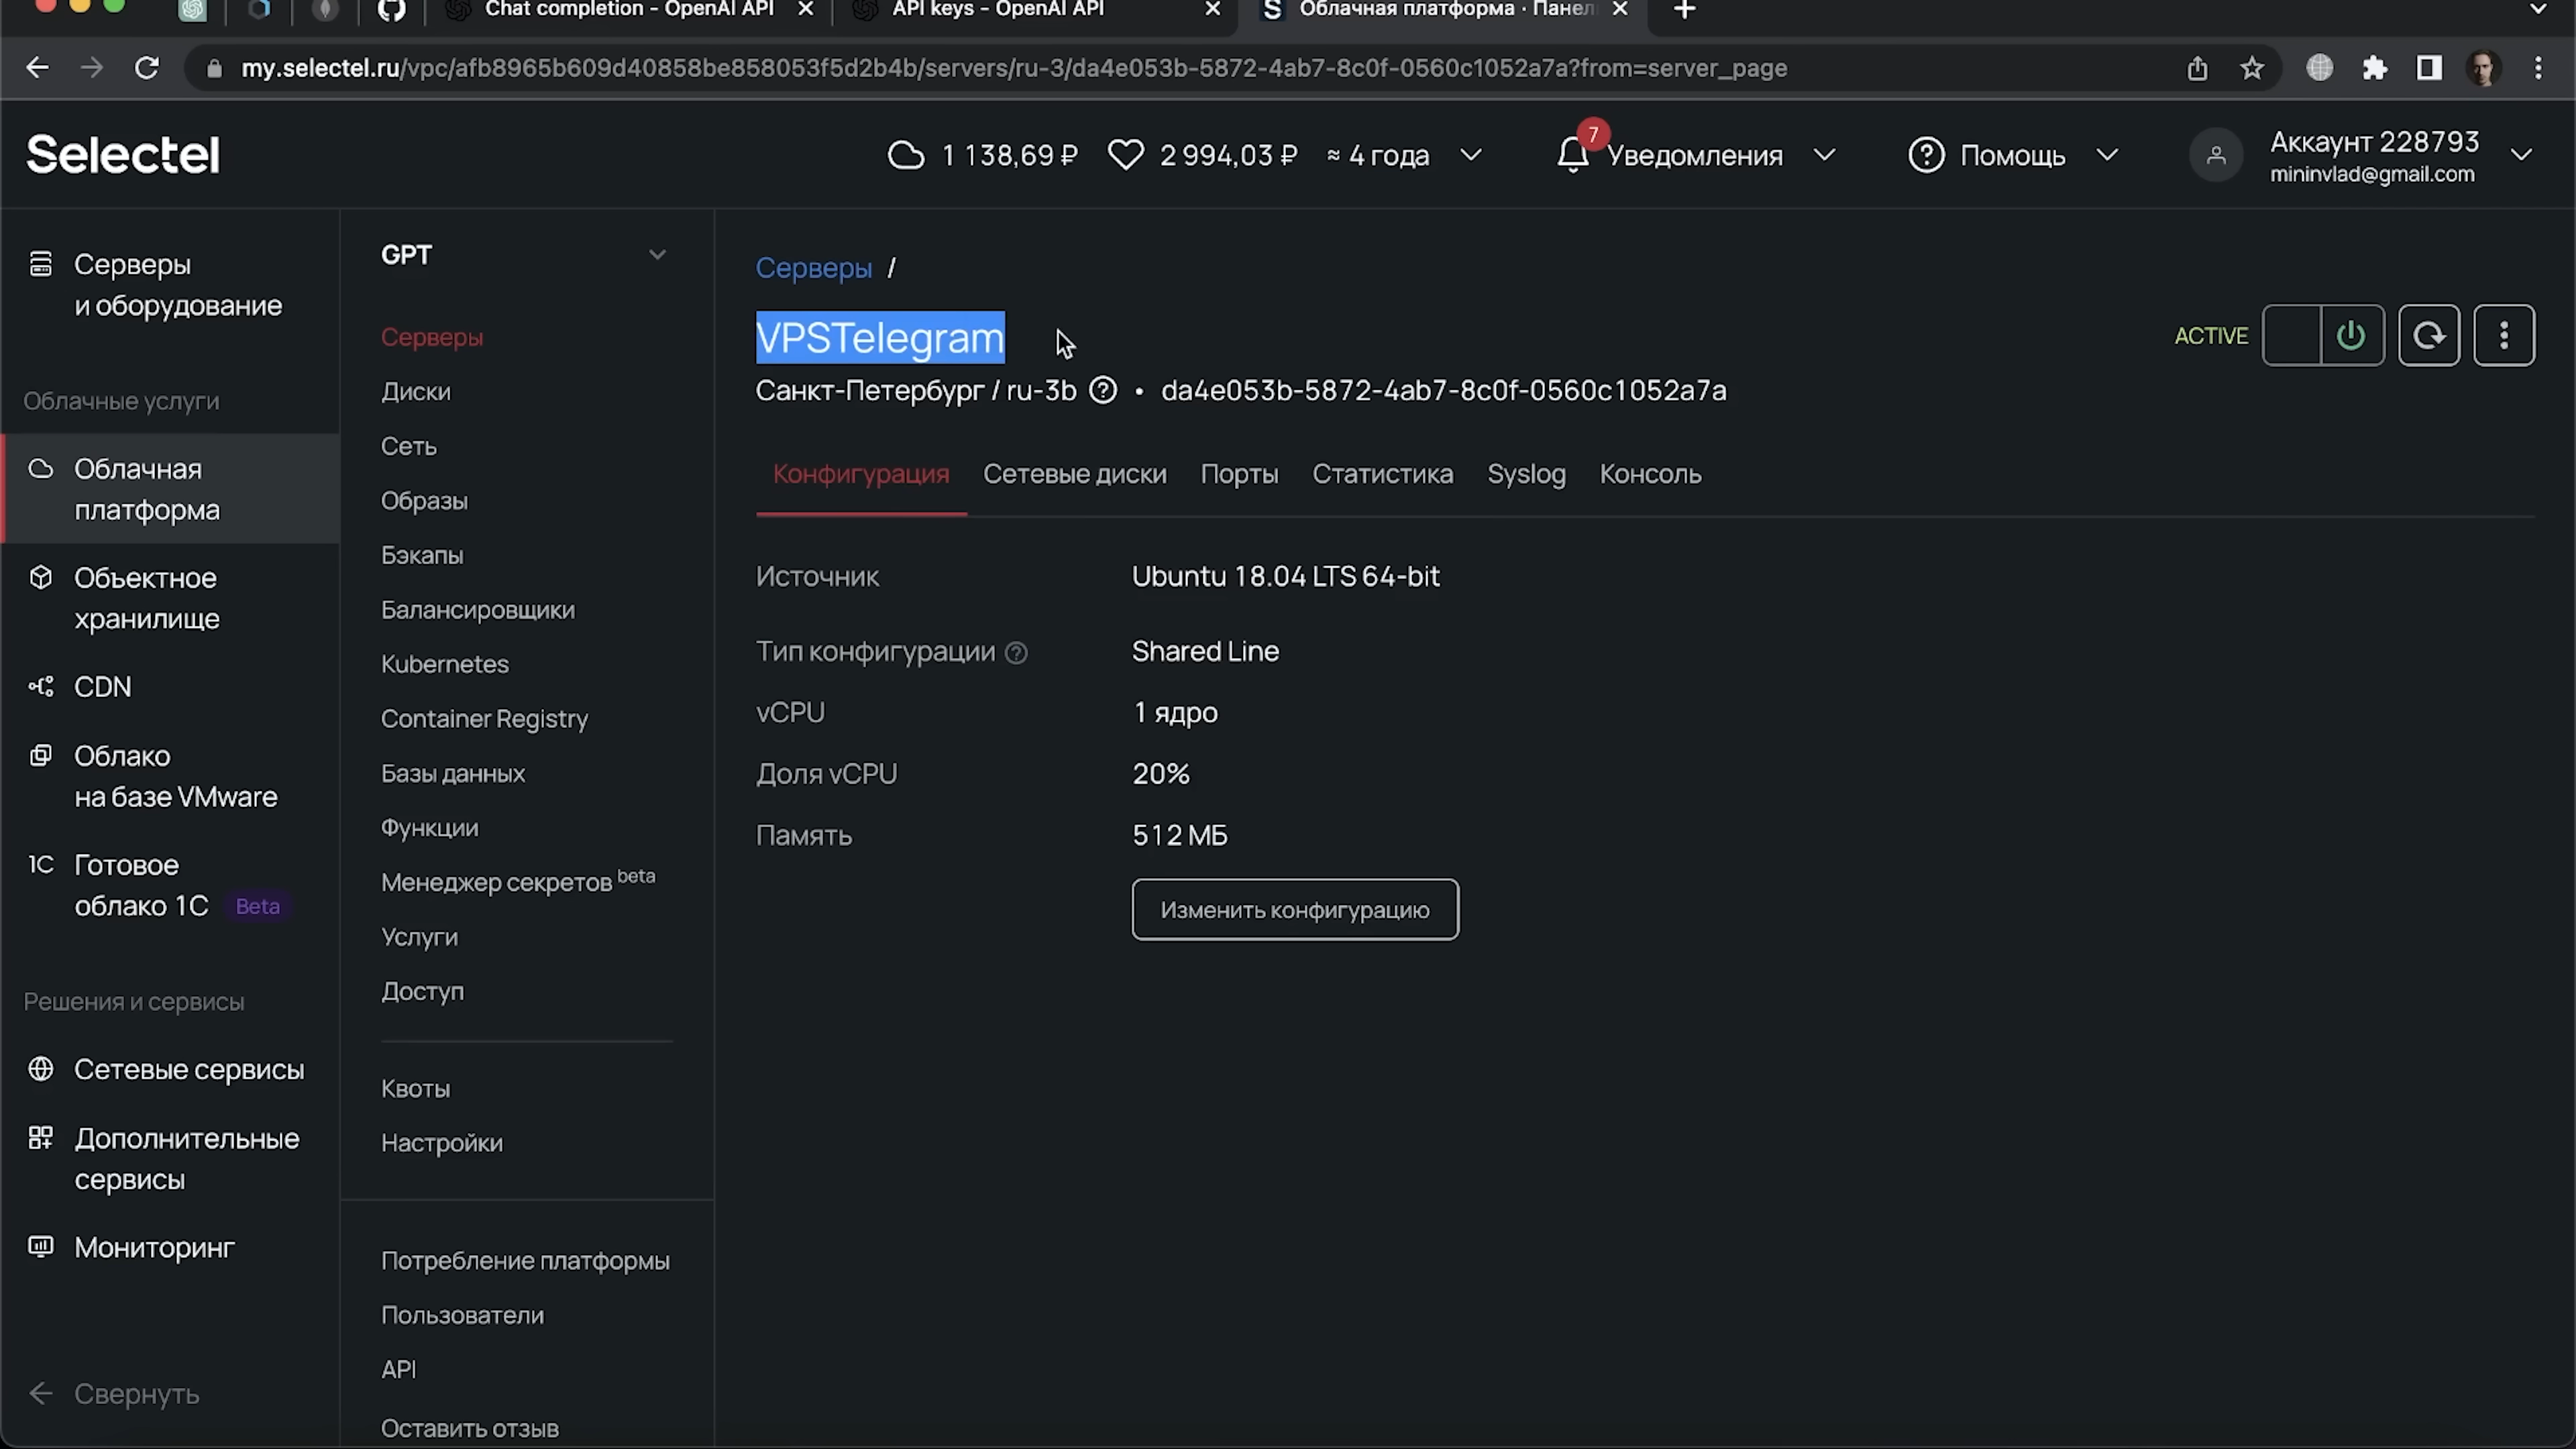 Chat completion - OpenAI API
API keys - OpenAI API
Облачная платформа · Панел
my.selectel.ru/vpc/afb8965b609d40858be858053f5d2b4b/servers/ru-3/da4e053b-5872-4ab7-8c0f-0560c1052a7a?from=server_page
Selectel
1 138,69 ₽
2 994,03 ₽
≈ 4 года
7
Уведомления
Помощь
Аккаунт 228793
mininvlad@gmail.com
Серверы
и оборудование
Облачные услуги
Облачная
платформа
Объектное
хранилище
CDN
Облако
на базе VMware
1C Готовое
облако 1С Beta
Решения и сервисы
Сетевые сервисы
Дополнительные
сервисы
Мониторинг
Свернуть
GPT
Серверы
Диски
Сеть
Образы
Бэкапы
Балансировщики
Kubernetes
Container Registry
Базы данных
Функции
Менеджер секретов beta
Услуги
Доступ
Квоты
Настройки
Потребление платформы
Пользователи
API
Оставить отзыв
Серверы /
VPSTelegram
ACTIVE
Санкт-Петербург / ru-3b • da4e053b-5872-4ab7-8c0f-0560c1052a7a
Конфигурация Сетевые диски Порты Статистика Syslog Консоль
Источник Ubuntu 18.04 LTS 64-bit
Тип конфигурации Shared Line
vCPU 1 ядро
Доля vCPU 20%
Память 512 МБ
Изменить конфигурацию